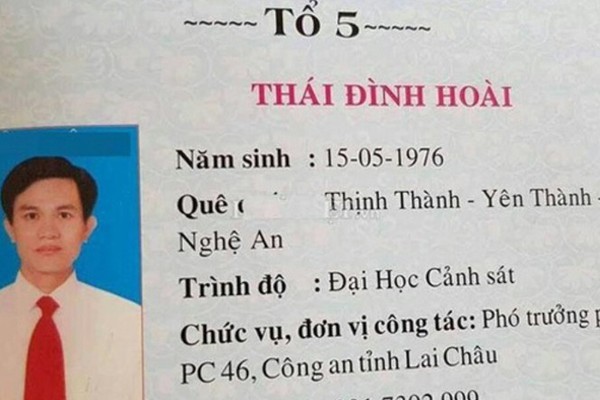 ~~~~~ Tổ 5 ~~~~~
THÁI ĐÌNH HOÀI
Năm sinh : 15-05-1976
Quê Thịnh Thành - Yên Thành -
Nghệ An
Trình độ : Đại Học Cảnh sát
Chức vụ, đơn vị công tác: Phó trưởng
PC 46, Công an tỉnh Lai Châu